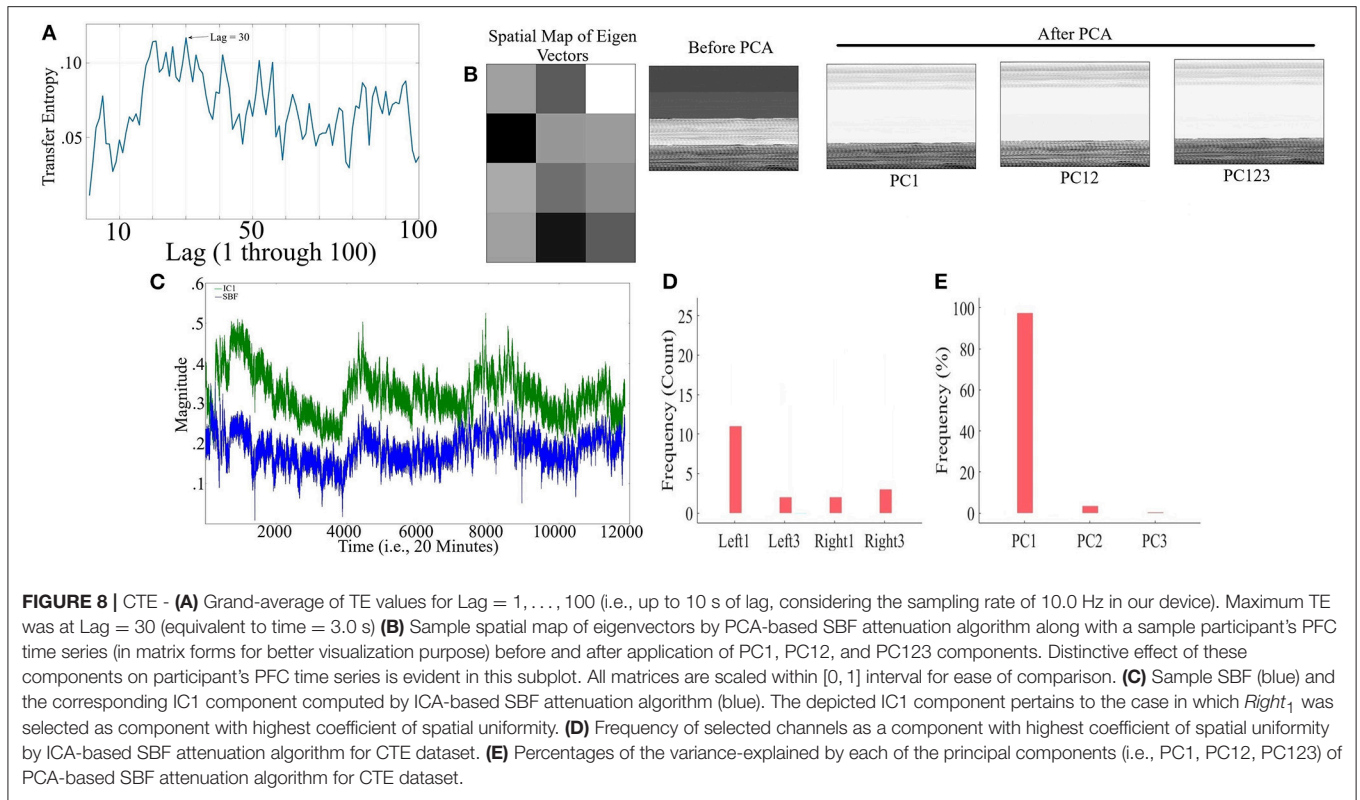 A
Lag = 30
.10
.05
Transfer Entropy
10
50
100
Lag (1 through 100)
B
Spatial Map of Eigen
Vectors
Before PCA
After PCA
PC1
PC12
PC123
C
IC1
SBF
.6
.5
.4
.3
.2
.1
Magnitude
2000
4000
6000
8000
10000
12000
Time (i.e., 20 Minutes)
D
25
20
15
10
5
0
Frequency (Count)
Left1
Left3
Right1
Right3
E
100
80
60
40
20
0
Frequency (%)
PC1
PC2
PC3
FIGURE 8 | CTE - (A) Grand-average of TE values for Lag = 1, . . . , 100 (i.e., up to 10 s of lag, considering the sampling rate of 10.0 Hz in our device). Maximum TE
was at Lag = 30 (equivalent to time = 3.0 s) (B) Sample spatial map of eigenvectors by PCA-based SBF attenuation algorithm along with a sample participant's PFC
time series (in matrix forms for better visualization purpose) before and after application of PC1, PC12, and PC123 components. Distinctive effect of these
components on participant's PFC time series is evident in this subplot. All matrices are scaled within [0, 1] interval for ease of comparison. (C) Sample SBF (blue) and
the corresponding IC1 component computed by ICA-based SBF attenuation algorithm (blue). The depicted IC1 component pertains to the case in which Right1 was
selected as component with highest coefficient of spatial uniformity. (D) Frequency of selected channels as a component with highest coefficient of spatial uniformity
by ICA-based SBF attenuation algorithm for CTE dataset. (E) Percentages of the variance-explained by each of the principal components (i.e., PC1, PC12, PC123) of
PCA-based SBF attenuation algorithm for CTE dataset.